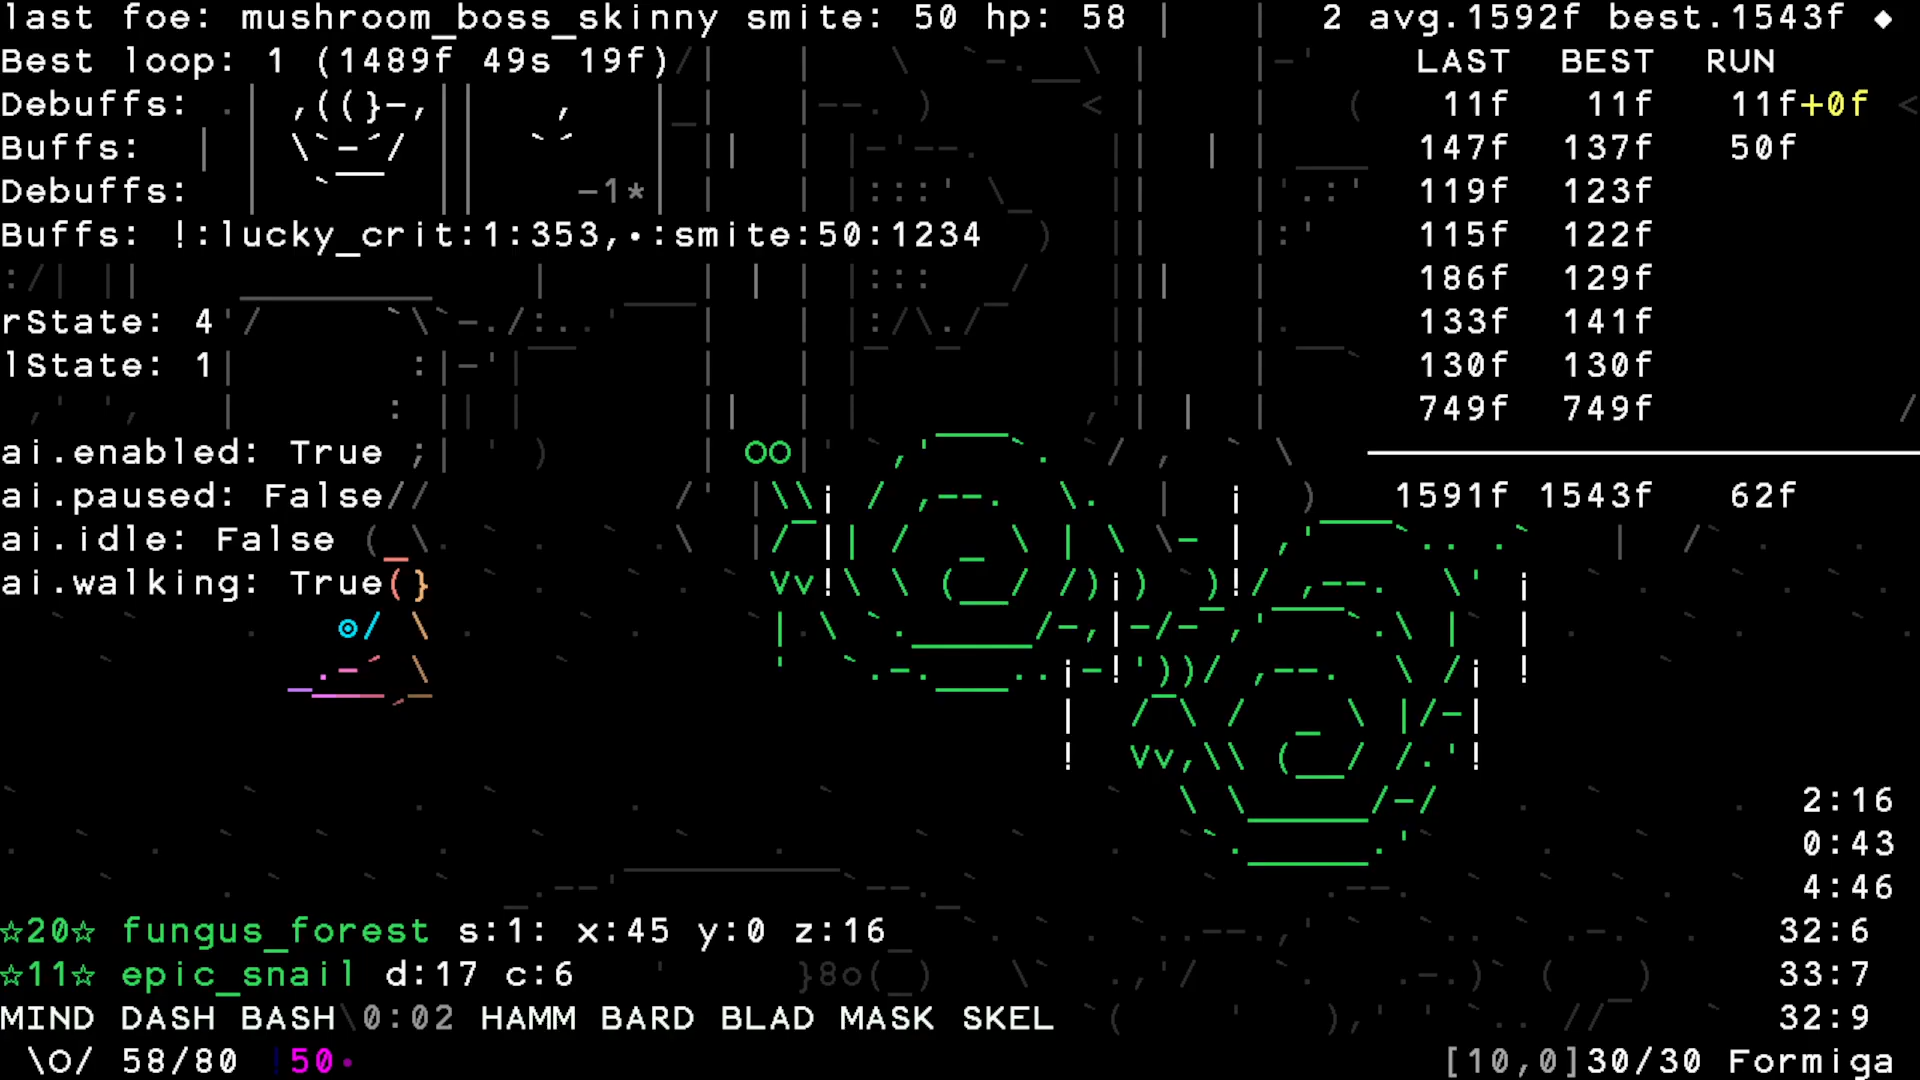 last foe: mushroom_boss_skinny smite: 50 hp: 58
2 avg.1592f best.1543f ◆
Best loop: 1 (1489f 49s 19f)
LAST BEST RUN
Debuffs:
11f 11f 11f+0f
Buffs:
147f 137f 50f
Debuffs:
-1*
119f 123f
Buffs: !:lucky_crit:1:353,•:smite:50:1234
115f 122f
186f 129f
rState: 4
133f 141f
lState: 1
130f 130f
749f 749f
ai.enabled: True
ai.paused: False
1591f 1543f 62f
ai.idle: False
ai.walking: True
2:16
0:43
4:46
☆20☆ fungus_forest s:1: x:45 y:0 z:16
32:6
☆11☆ epic_snail d:17 c:6
33:7
MIND DASH BASH 0:02 HAMM BARD BLAD MASK SKEL
32:9
\O/ 58/80 50•
[10,0]30/30 Formiga